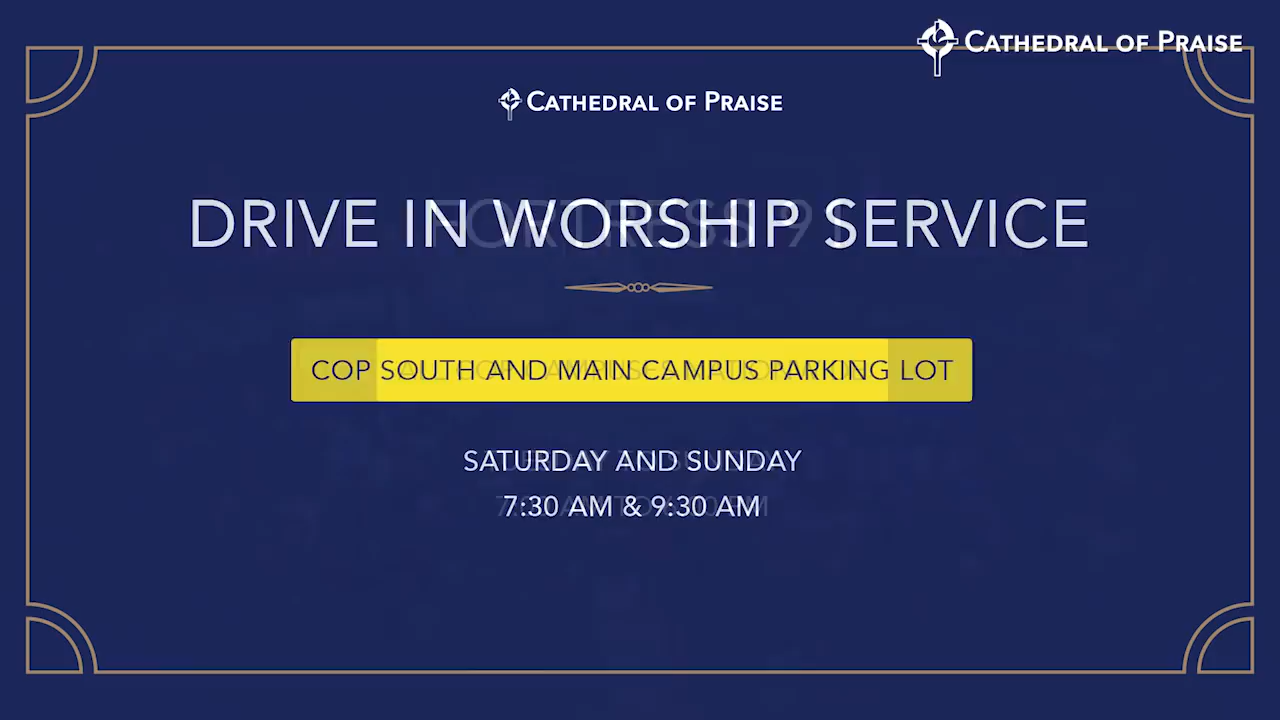 CATHEDRAL OF PRAISE
CATHEDRAL OF PRAISE
DRIVE IN WORSHIP SERVICE
COP SOUTH AND MAIN CAMPUS PARKING LOT
SATURDAY AND SUNDAY
7:30 AM & 9:30 AM